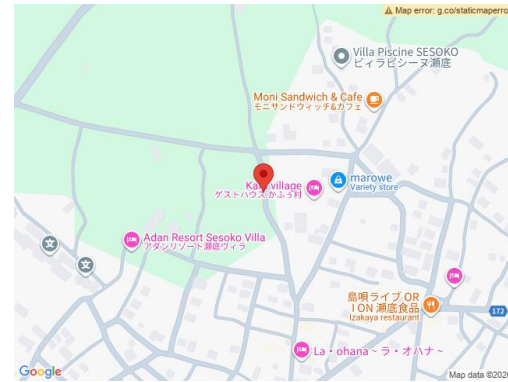 Map error: g.co/staticmaperro
Villa Piscine SESOKO
ビィラピシーヌ瀬底
Moni Sandwich & Cafe
モニサンドウィッチ&カフェ
village
ゲストハウス かふぅ村
marowe
Variety store
Adan Resort Sesoko Villa
アダンリゾート瀬底ヴィラ
文
文
島唄ライブ OR
I ON 瀬底食品
Izakaya restaurant
172
La・ohana ~ ラ・オハナ ~
Google
Map data ©2026